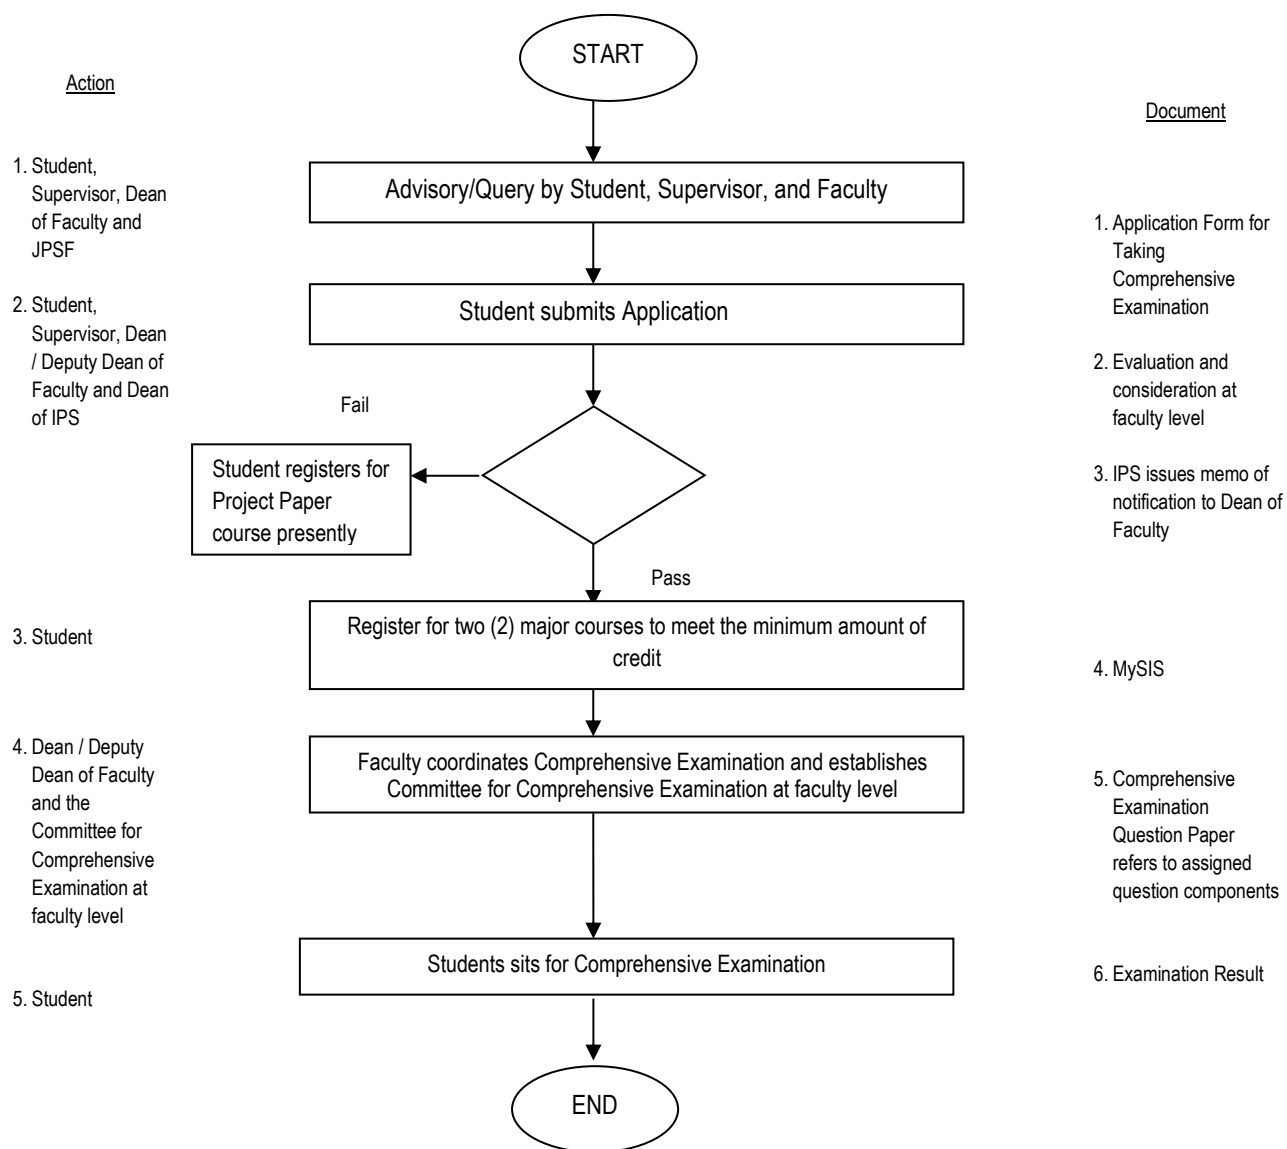 START
Action
Document
1. Student,
Supervisor, Dean
of Faculty and
JPSF
Advisory/Query by Student, Supervisor, and Faculty
1. Application Form for
Taking
Comprehensive
Examination
2. Student,
Supervisor, Dean
/ Deputy Dean of
Faculty and Dean
of IPS
Student submits Application
2. Evaluation and
consideration at
faculty level
Fail
Student registers for
Project Paper
course presently
3. IPS issues memo of
notification to Dean of
Faculty
Pass
3. Student
Register for two (2) major courses to meet the minimum amount of
credit
4. MySIS
4. Dean / Deputy
Dean of Faculty
and the
Committee for
Comprehensive
Examination at
faculty level
Faculty coordinates Comprehensive Examination and establishes
Committee for Comprehensive Examination at faculty level
5. Comprehensive
Examination
Question Paper
refers to assigned
question components
Students sits for Comprehensive Examination
6. Examination Result
5. Student
END